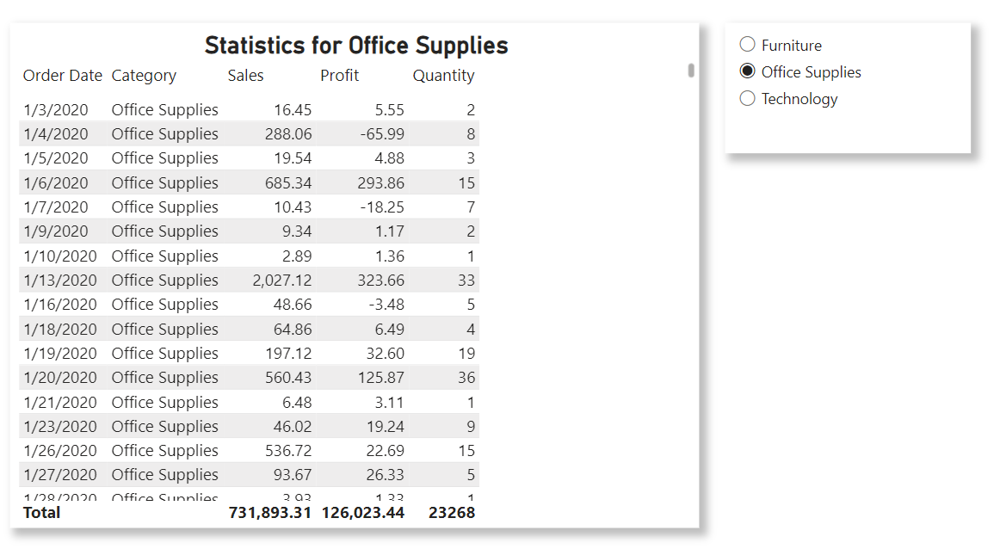 Statistics for Office Supplies
Order Date Category Sales Profit Quantity
1/3/2020 Office Supplies 16.45 5.55 2
1/4/2020 Office Supplies 288.06 -65.99 8
1/5/2020 Office Supplies 19.54 4.88 3
1/6/2020 Office Supplies 685.34 293.86 15
1/7/2020 Office Supplies 10.43 -18.25 7
1/9/2020 Office Supplies 9.34 1.17 2
1/10/2020 Office Supplies 2.89 1.36 1
1/13/2020 Office Supplies 2,027.12 323.66 33
1/16/2020 Office Supplies 48.66 -3.48 5
1/18/2020 Office Supplies 64.86 6.49 4
1/19/2020 Office Supplies 197.12 32.60 19
1/20/2020 Office Supplies 560.43 125.87 36
1/21/2020 Office Supplies 6.48 3.11 1
1/23/2020 Office Supplies 46.02 19.24 9
1/26/2020 Office Supplies 536.72 22.69 15
1/27/2020 Office Supplies 93.67 26.33 5
1/28/2020 Office Supplies 3.93 1.33 1
Total 731,893.31 126,023.44 23268
Furniture
Office Supplies
Technology